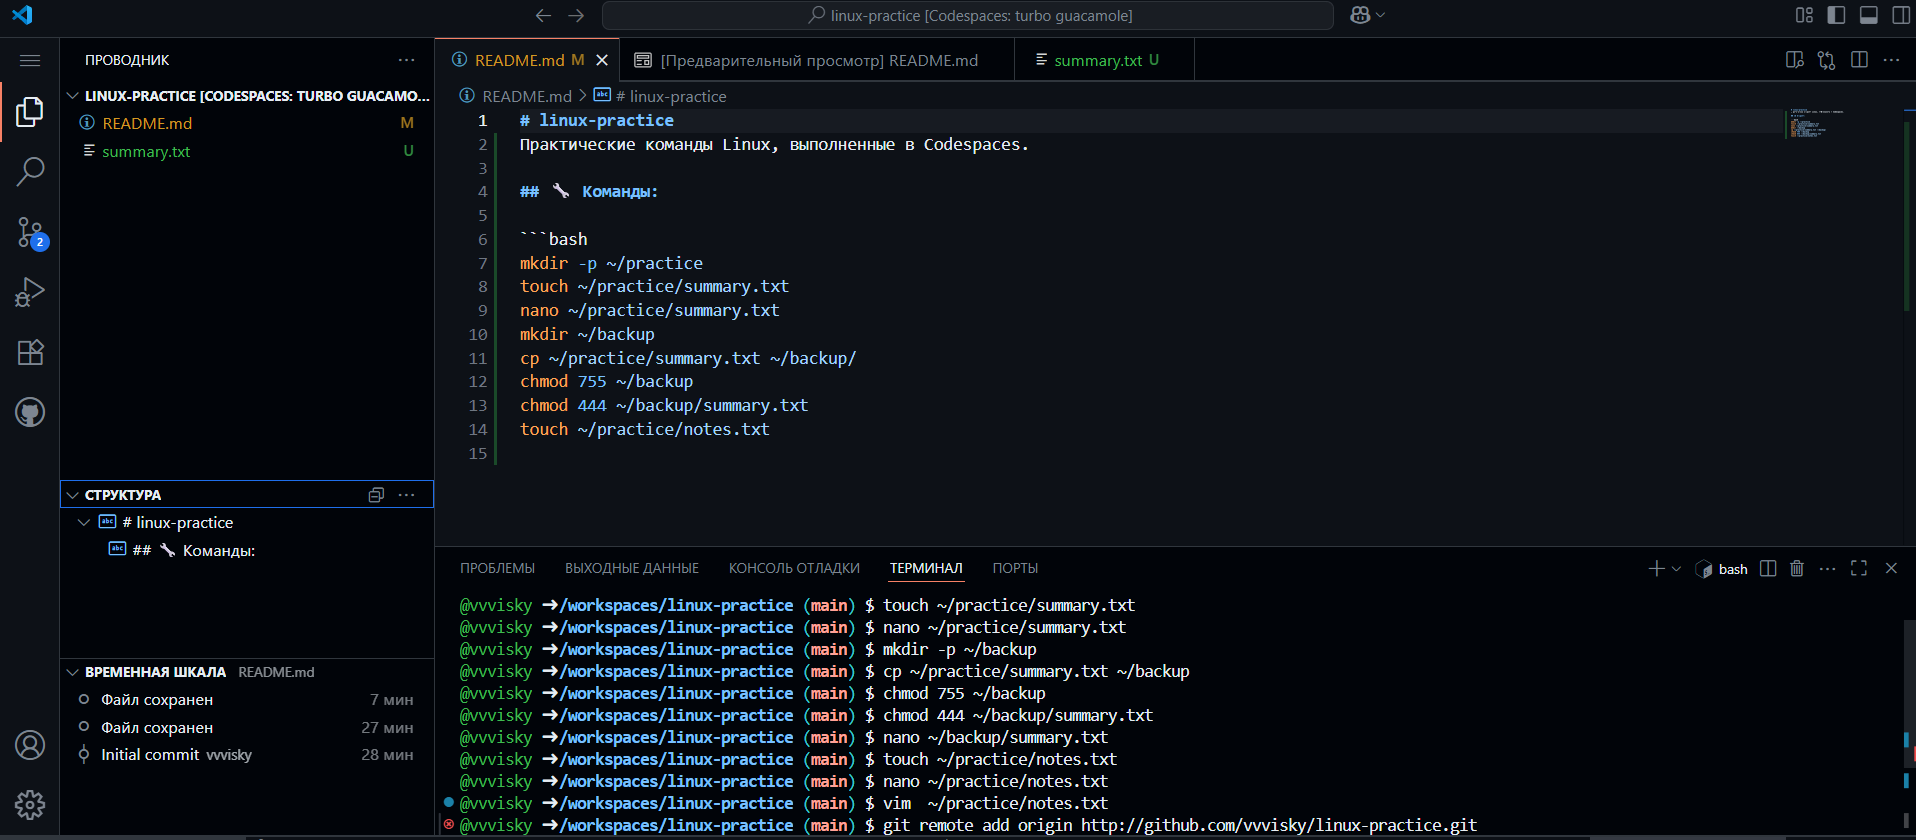 linux-practice [Codespaces: turbo guacamole]
ПРОВОДНИК
LINUX-PRACTICE [CODESPACES: TURBO GUACAMO...
README.md M
summary.txt U
2
СТРУКТУРА
# linux-practice
## 🔧 Команды:
ВРЕМЕННАЯ ШКАЛА README.md
Файл сохранен 7 мин
Файл сохранен 27 мин
Initial commit vvvisky 28 мин
README.md M
[Предварительный просмотр] README.md
summary.txt U
README.md > # linux-practice
1 # linux-practice
2 Практические команды Linux, выполненные в Codespaces.
3
4 ## 🔧 Команды:
5
6 ```bash
7 mkdir -p ~/practice
8 touch ~/practice/summary.txt
9 nano ~/practice/summary.txt
10 mkdir ~/backup
11 cp ~/practice/summary.txt ~/backup/
12 chmod 755 ~/backup
13 chmod 444 ~/backup/summary.txt
14 touch ~/practice/notes.txt
15
ПРОБЛЕМЫ ВЫХОДНЫЕ ДАННЫЕ КОНСОЛЬ ОТЛАДКИ ТЕРМИНАЛ ПОРТЫ
bash
@vvvisky ➜/workspaces/linux-practice (main) $ touch ~/practice/summary.txt
@vvvisky ➜/workspaces/linux-practice (main) $ nano ~/practice/summary.txt
@vvvisky ➜/workspaces/linux-practice (main) $ mkdir -p ~/backup
@vvvisky ➜/workspaces/linux-practice (main) $ cp ~/practice/summary.txt ~/backup
@vvvisky ➜/workspaces/linux-practice (main) $ chmod 755 ~/backup
@vvvisky ➜/workspaces/linux-practice (main) $ chmod 444 ~/backup/summary.txt
@vvvisky ➜/workspaces/linux-practice (main) $ nano ~/backup/summary.txt
@vvvisky ➜/workspaces/linux-practice (main) $ touch ~/practice/notes.txt
@vvvisky ➜/workspaces/linux-practice (main) $ nano ~/practice/notes.txt
@vvvisky ➜/workspaces/linux-practice (main) $ vim  ~/practice/notes.txt
@vvvisky ➜/workspaces/linux-practice (main) $ git remote add origin http://github.com/vvvisky/linux-practice.git